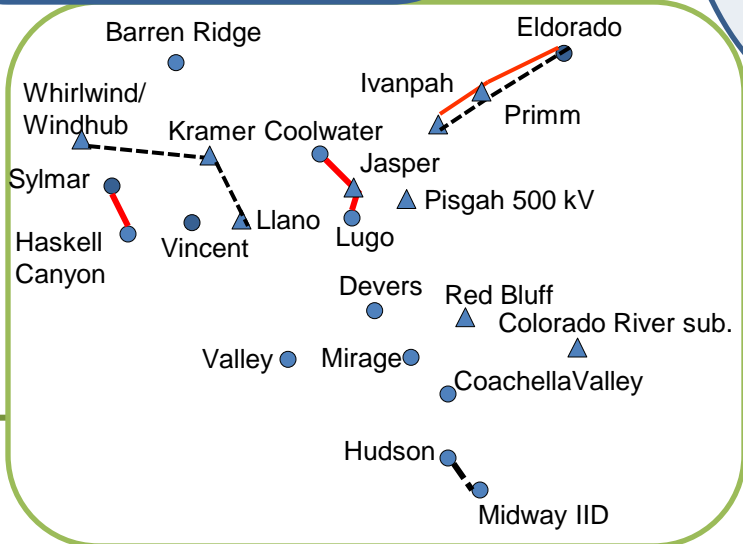 Eldorado
Barren Ridge
Ivanpah
Whirlwind/
Windhub
Primm
Kramer
Coolwater
Jasper
Sylmar
Pisgah 500 kV
Llano
Lugo
Haskell
Canyon
Vincent
Devers
Red Bluff
Colorado River sub.
Valley
Mirage
CoachellaValley
Hudson
Midway IID